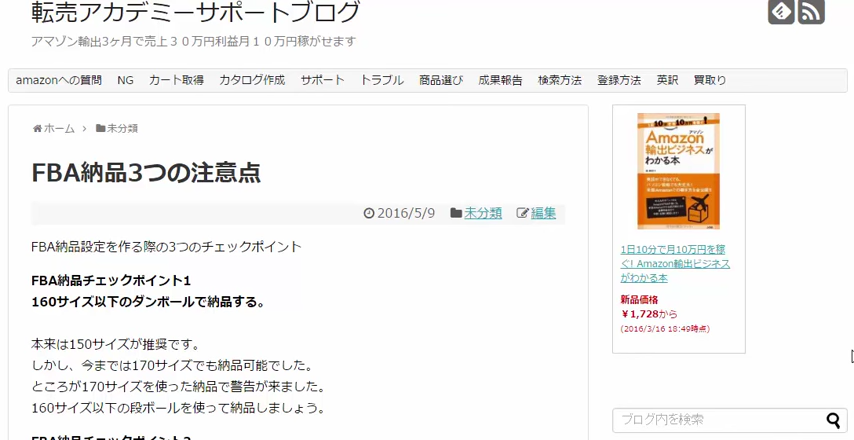 転売アカデミーサポートブログ
アマゾン輸出3ヶ月で売上３０万円利益月１０万円稼がせます
amazonへの質問 NG カート取得 カタログ作成 サポート トラブル 商品選び 成果報告 検索方法 登録方法 英訳 買取り
ホーム > 未分類
FBA納品3つの注意点
2016/5/9 未分類 編集
FBA納品設定を作る際の3つのチェックポイント
FBA納品チェックポイント1
160サイズ以下のダンボールで納品する。
本来は150サイズが推奨です。
しかし、今までは170サイズでも納品可能でした。
ところが170サイズを使った納品で警告が来ました。
160サイズ以下の段ボールを使って納品しましょう。
Amazon
輸出ビジネスが
わかる本
1日10分で月10万円を稼
ぐ! Amazon輸出ビジネス
がわかる本
新品価格
￥1,728から
(2016/3/16 18:49時点)
ブログ内を検索